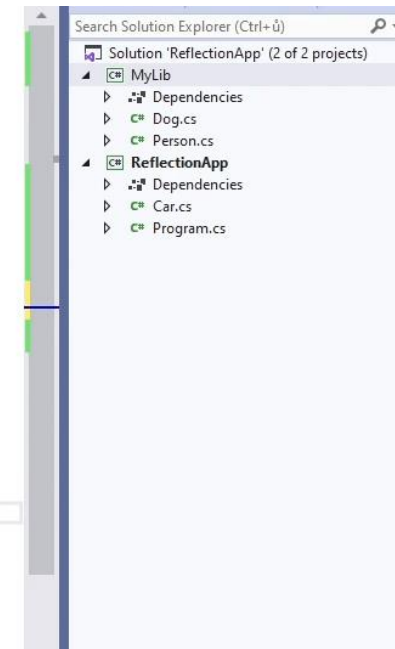 Search Solution Explorer (Ctrl+ů)
Solution 'ReflectionApp' (2 of 2 projects)
C# MyLib
Dependencies
C# Dog.cs
C# Person.cs
C# ReflectionApp
Dependencies
C# Car.cs
C# Program.cs